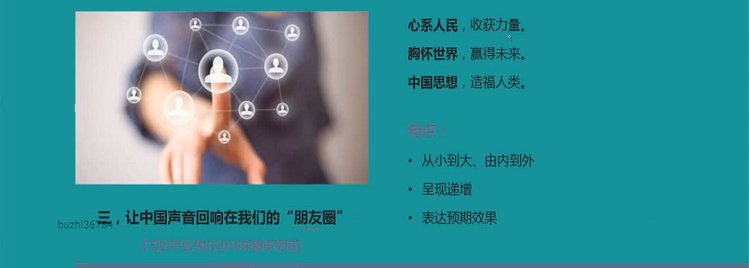 心系人民，收获力量。
胸怀世界，赢得未来。
中国思想，造福人类。
特点：
• 从小到大、由内到外
• 呈现递增
• 表达预期效果
三，让中国声音回响在我们的“朋友圈”
buzhi36784